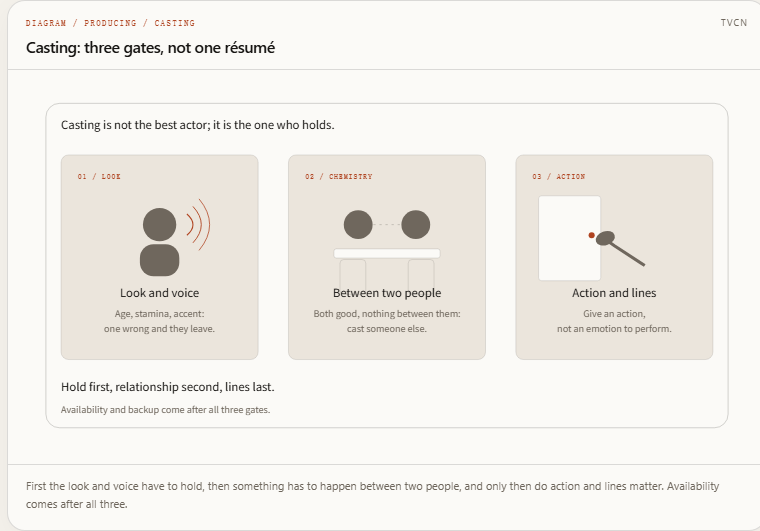 DIAGRAM / PRODUCING / CASTING
TVCN
Casting: three gates, not one résumé
Casting is not the best actor; it is the one who holds.
01 / LOOK
02 / CHEMISTRY
03 / ACTION
Look and voice
Between two people
Action and lines
Age, stamina, accent:
one wrong and they leave.
Both good, nothing between them:
cast someone else.
Give an action,
not an emotion to perform.
Hold first, relationship second, lines last.
Availability and backup come after all three gates.
First the look and voice have to hold, then something has to happen between two people, and only then do action and lines matter. Availability
comes after all three.